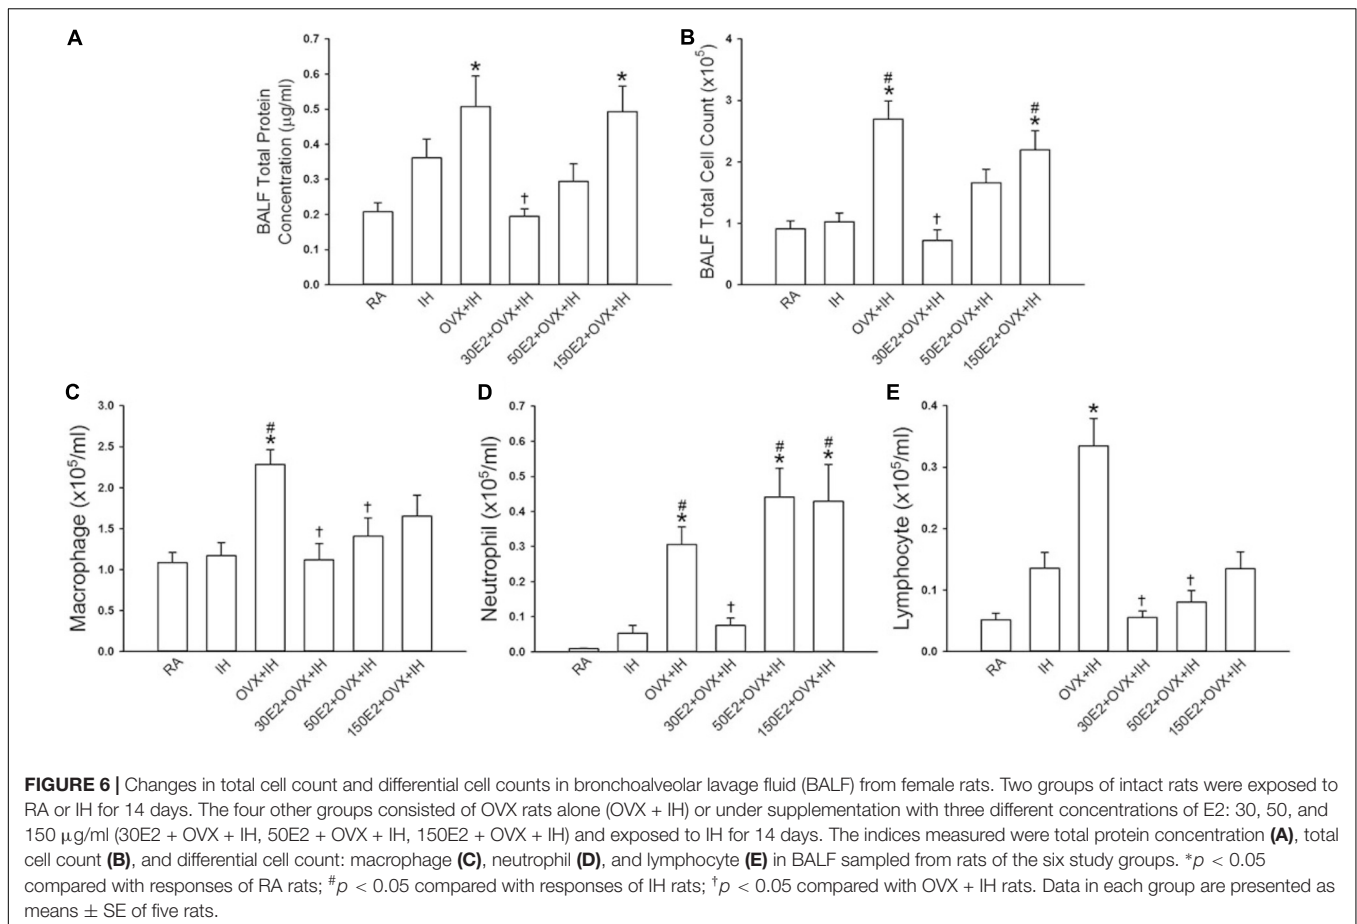 A
BALF Total Protein
Concentration (μg/ml)
0.7
0.6
0.5
0.4
0.3
0.2
0.1
0.0
*
†
*
RA
IH
OVX+IH
30E2+OVX+IH
50E2+OVX+IH
150E2+OVX+IH
B
BALF Total Cell Count (x10⁵)
4
3
2
1
0
#
*
†
#
*
RA
IH
OVX+IH
30E2+OVX+IH
50E2+OVX+IH
150E2+OVX+IH
C
Macrophage (x10⁵/ml)
3.0
2.5
2.0
1.5
1.0
0.5
0.0
#
*
†
†
RA
IH
OVX+IH
30E2+OVX+IH
50E2+OVX+IH
150E2+OVX+IH
D
Neutrophil (x10⁵/ml)
0.7
0.6
0.5
0.4
0.3
0.2
0.1
0.0
#
*
†
#
*
#
*
RA
IH
OVX+IH
30E2+OVX+IH
50E2+OVX+IH
150E2+OVX+IH
E
Lymphocyte (x10⁵/ml)
0.4
0.3
0.2
0.1
0.0
*
†
†
RA
IH
OVX+IH
30E2+OVX+IH
50E2+OVX+IH
150E2+OVX+IH
FIGURE 6 | Changes in total cell count and differential cell counts in bronchoalveolar lavage fluid (BALF) from female rats. Two groups of intact rats were exposed to
RA or IH for 14 days. The four other groups consisted of OVX rats alone (OVX + IH) or under supplementation with three different concentrations of E2: 30, 50, and
150 μg/ml (30E2 + OVX + IH, 50E2 + OVX + IH, 150E2 + OVX + IH) and exposed to IH for 14 days. The indices measured were total protein concentration (A), total
cell count (B), and differential cell count: macrophage (C), neutrophil (D), and lymphocyte (E) in BALF sampled from rats of the six study groups. *p < 0.05
compared with responses of RA rats; #p < 0.05 compared with responses of IH rats; †p < 0.05 compared with OVX + IH rats. Data in each group are presented as
means ± SE of five rats.